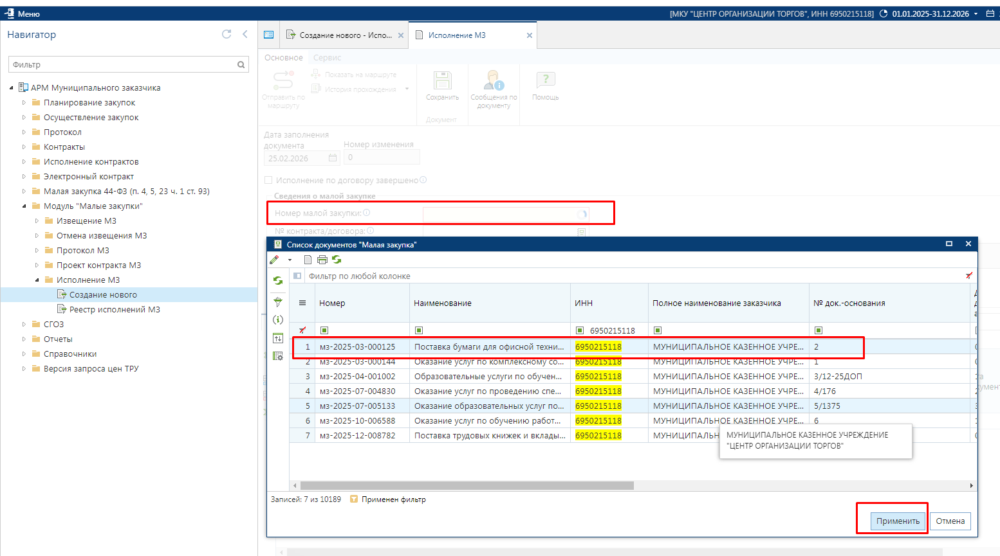 Меню
[МКУ "ЦЕНТР ОРГАНИЗАЦИИ ТОРГОВ", ИНН 6950215118]
01.01.2025-31.12.2026
Навигатор
Фильтр
АРМ Муниципального заказчика
Планирование закупок
Осуществление закупок
Протокол
Контракты
Исполнение контрактов
Электронный контракт
Малая закупка 44-ФЗ (п. 4, 5, 23 ч. 1 ст. 93)
Модуль "Малые закупки"
Извещение МЗ
Отмена извещения МЗ
Протокол МЗ
Проект контракта МЗ
Исполнение МЗ
Создание нового
Реестр исполнений МЗ
СГОЗ
Отчеты
Справочники
Версия запроса цен ТРУ
Создание нового - Испо...
Исполнение МЗ
Основное
Сервис
Отправить по
маршруту
Показать на маршруте
История прохождения
Сохранить
Документ
Сообщения по
документу
Помощь
Дата заполнения
документа
25.02.2026
Номер изменения
0
Исполнение по договору завершено
Сведения о малой закупке
Номер малой закупки:
№ контракта/договора:
Список документов "Малая закупка"
Фильтр по любой колонке
Номер
Наименование
ИНН
Полное наименование заказчика
№ док.-основания
6950215118
1 мз-2025-03-000125 Поставка бумаги для офисной техни... 6950215118 МУНИЦИПАЛЬНОЕ КАЗЕННОЕ УЧРЕ... 2
2 мз-2025-03-000144 Оказание услуг по комплексному со... 6950215118 МУНИЦИПАЛЬНОЕ КАЗЕННОЕ УЧРЕ... 1
3 мз-2025-04-001002 Образовательные услуги по обучен... 6950215118 МУНИЦИПАЛЬНОЕ КАЗЕННОЕ УЧРЕ... 3/12-25ДОП
4 мз-2025-07-004830 Оказание услуг по проведению спе... 6950215118 МУНИЦИПАЛЬНОЕ КАЗЕННОЕ УЧРЕ... 4/176
5 мз-2025-07-005133 Оказание образовательных услуг по... 6950215118 МУНИЦИПАЛЬНОЕ КАЗЕННОЕ УЧРЕ... 5/1375
6 мз-2025-10-006588 Оказание услуг по обучению работ... 6950215118 МУНИЦИПАЛЬНОЕ КАЗЕННОЕ УЧРЕ... 6
7 мз-2025-12-008782 Поставка трудовых книжек и вклады... 6950215118 МУНИЦИПАЛЬ
МУНИЦИПАЛЬНОЕ КАЗЕННОЕ УЧРЕЖДЕНИЕ
"ЦЕНТР ОРГАНИЗАЦИИ ТОРГОВ"
Записей: 7 из 10189
Применен фильтр
Применить
Отмена